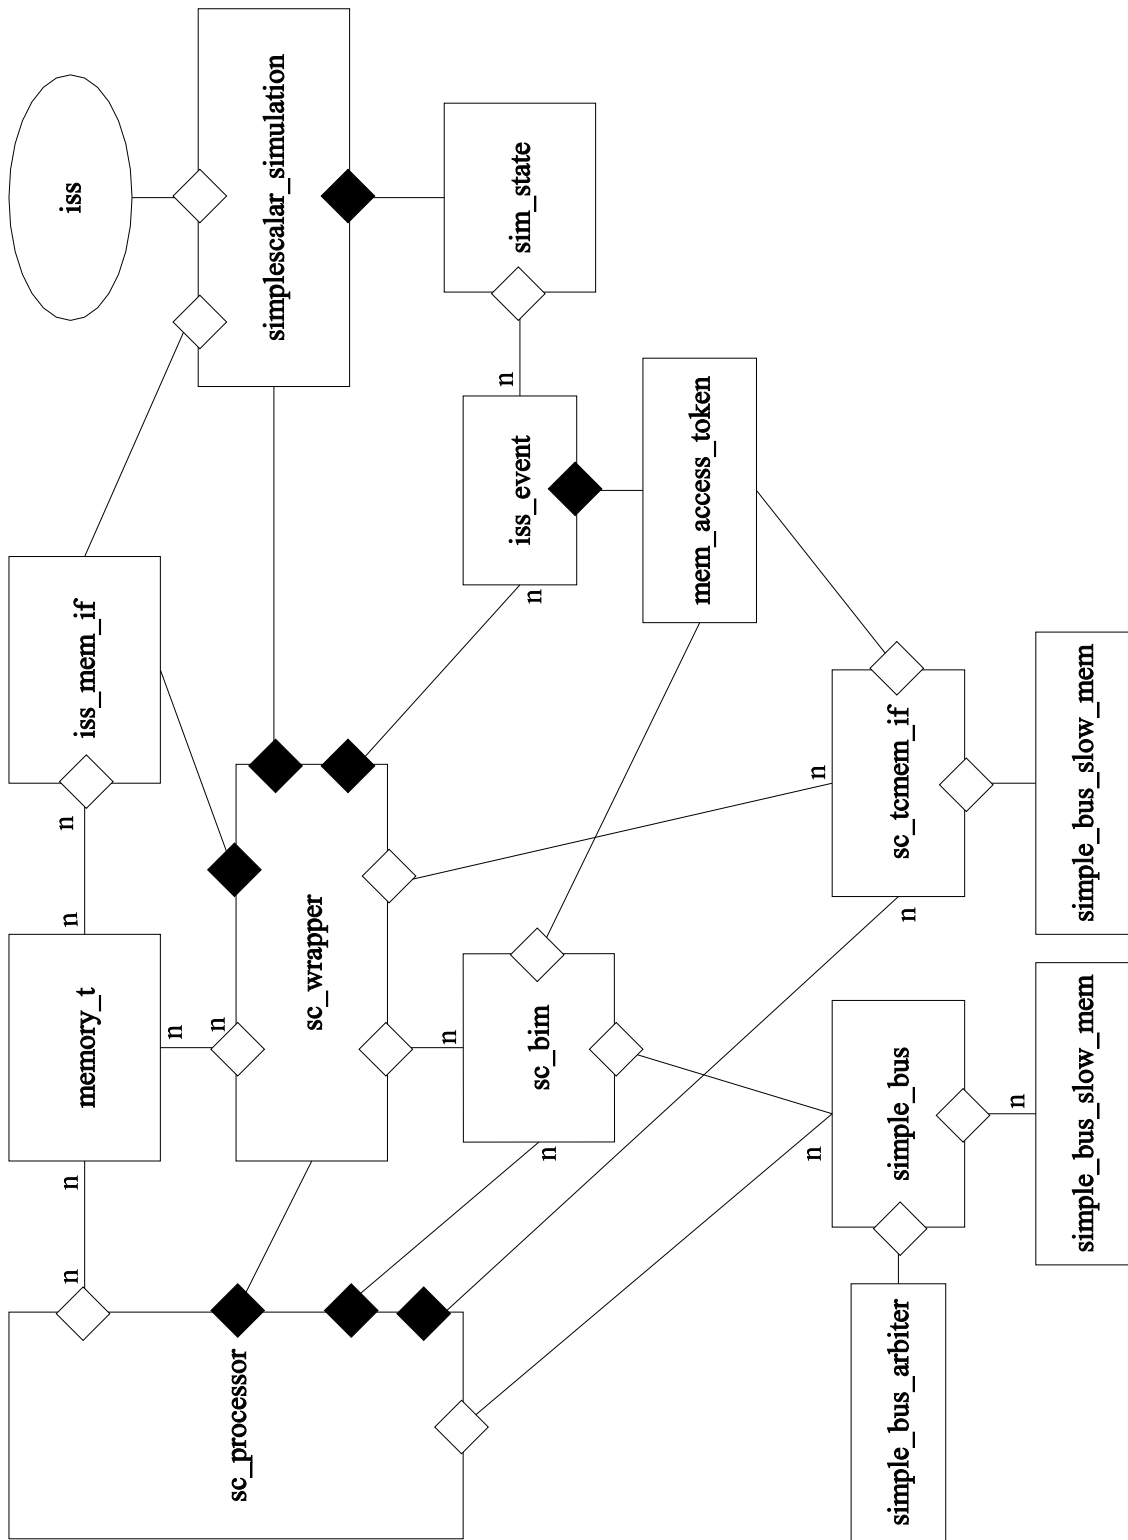 n
n
n
n
iss
memory_t
iss_mem_if
n
n
sc_processor
simplescalar_simulation
sc_wrapper
n
n
iss_event
sim_state
n
sc_bim
n
mem_access_token
n
n
simple_bus_arbiter
simple_bus
sc_tcmem_if
n
n
simple_bus_slow_mem
simple_bus_slow_mem